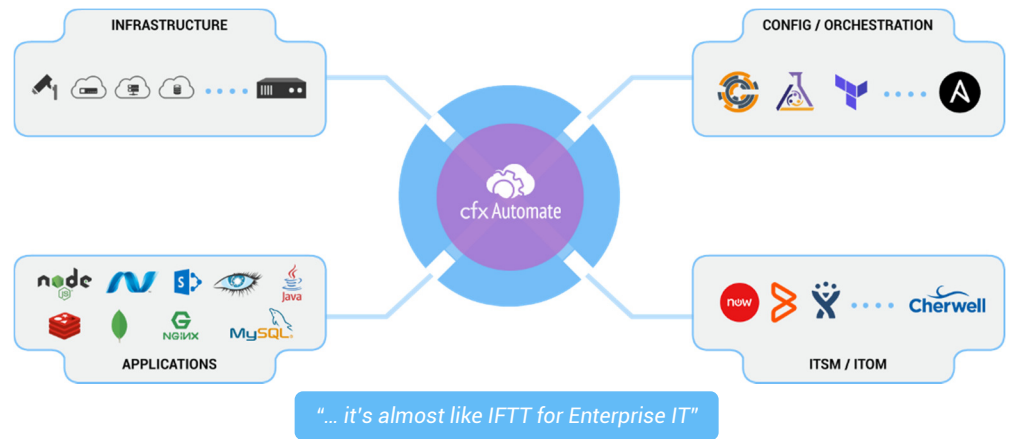 INFRASTRUCTURE
CONFIG / ORCHESTRATION
cfx Automate
node
JS
S
Java
NGINX
MySQL
APPLICATIONS
now
Cherwell
ITSM / ITOM
“... it's almost like IFTT for Enterprise IT”